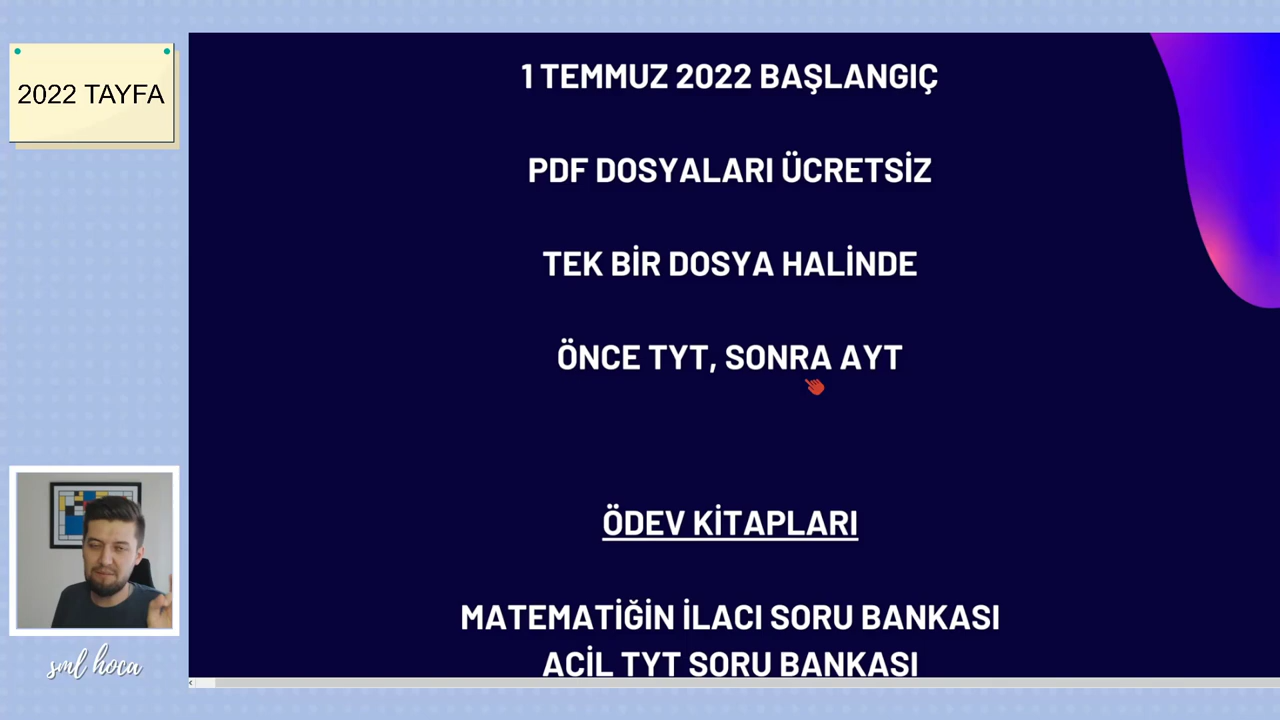 2022 TAYFA
1 TEMMUZ 2022 BAŞLANGIÇ
PDF DOSYALARI ÜCRETSİZ
TEK BİR DOSYA HALİNDE
ÖNCE TYT, SONRA AYT
ÖDEV KİTAPLARI
MATEMATİĞİN İLACI SORU BANKASI
ACİL TYT SORU BANKASI
sml hoca